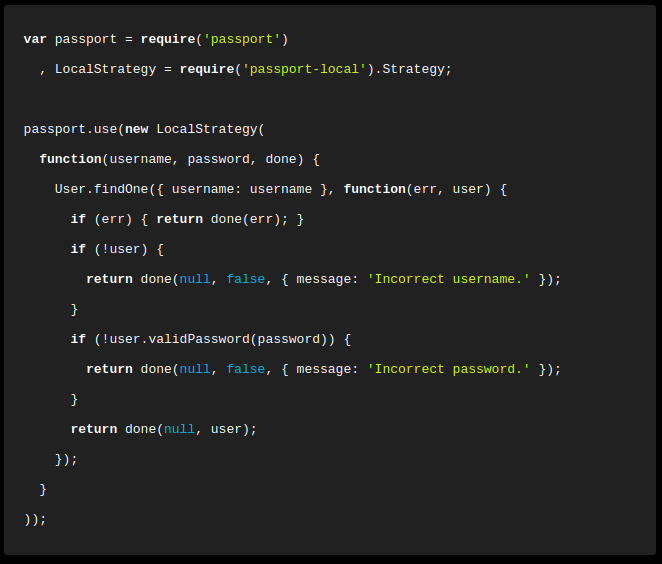 var passport = require('passport')
  , LocalStrategy = require('passport-local').Strategy;

passport.use(new LocalStrategy(
  function(username, password, done) {
    User.findOne({ username: username }, function(err, user) {
      if (err) { return done(err); }
      if (!user) {
        return done(null, false, { message: 'Incorrect username.' });
      }
      if (!user.validPassword(password)) {
        return done(null, false, { message: 'Incorrect password.' });
      }
      return done(null, user);
    });
  }
));